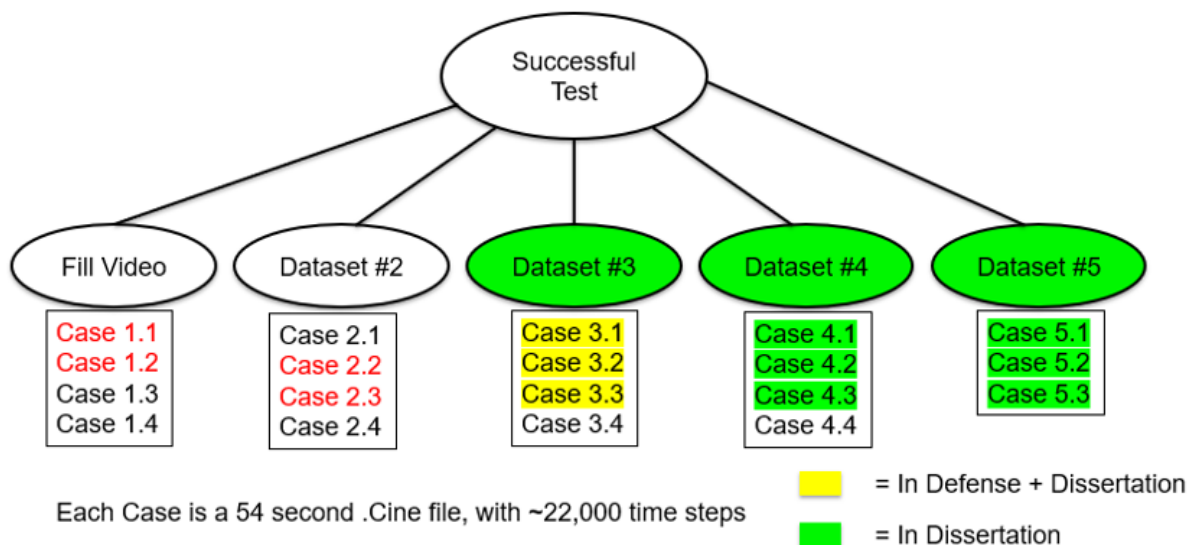 Successful
Test
Fill Video
Dataset #2
Dataset #3
Dataset #4
Dataset #5
Case 1.1
Case 1.2
Case 1.3
Case 1.4
Case 2.1
Case 2.2
Case 2.3
Case 2.4
Case 3.1
Case 3.2
Case 3.3
Case 3.4
Case 4.1
Case 4.2
Case 4.3
Case 4.4
Case 5.1
Case 5.2
Case 5.3
Each Case is a 54 second .Cine file, with ~22,000 time steps
= In Defense + Dissertation
= In Dissertation